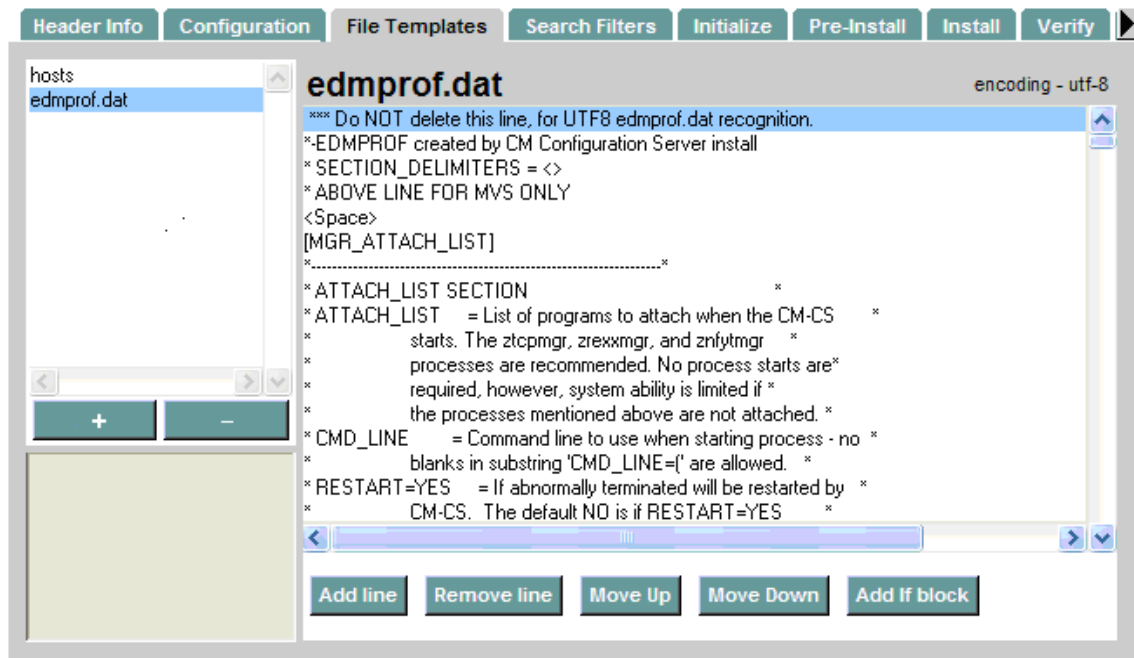 Header Info Configuration File Templates Search Filters Initialize Pre-Install Install Verify
hosts
edmprof.dat
+ –
edmprof.dat encoding - utf-8
*** Do NOT delete this line, for UTF8 edmprof.dat recognition.
*-EDMPROF created by CM Configuration Server install
* SECTION_DELIMITERS = <>
* ABOVE LINE FOR MVS ONLY
<Space>
[MGR_ATTACH_LIST]
*--------------------------------------------------------------------*
* ATTACH_LIST SECTION *
* ATTACH_LIST = List of programs to attach when the CM-CS *
* starts. The ztcpmgr, zrexxmgr, and znfytmgr *
* processes are recommended. No process starts are*
* required, however, system ability is limited if *
* the processes mentioned above are not attached. *
* CMD_LINE = Command line to use when starting process - no *
* blanks in substring 'CMD_LINE=(' are allowed. *
* RESTART=YES = If abnormally terminated will be restarted by *
* CM-CS. The default NO is if RESTART=YES *
Add line Remove line Move Up Move Down Add If block